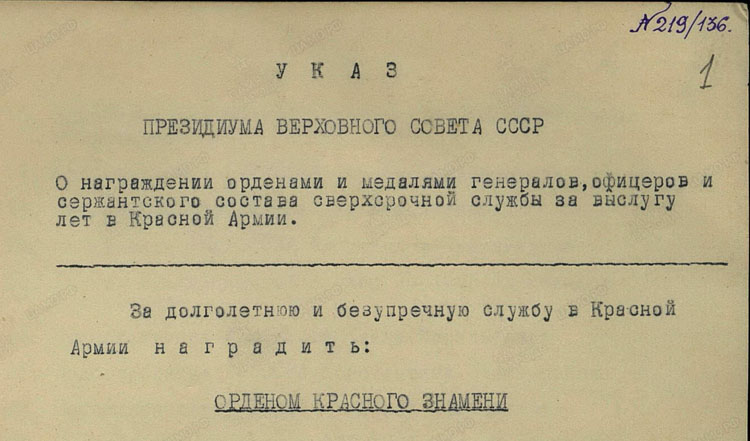 №219/136.
1
У К А З
ПРЕЗИДИУМА ВЕРХОВНОГО СОВЕТА СССР
О награждении орденами и медалями генералов,офицеров и
сержантского состава сверхсрочной службы за выслугу
лет в Красной Армии.
За долголетнюю и безупречную службу в Красной
Армии н а г р а д и т ь:
ОРДЕНОМ КРАСНОГО ЗНАМЕНИ